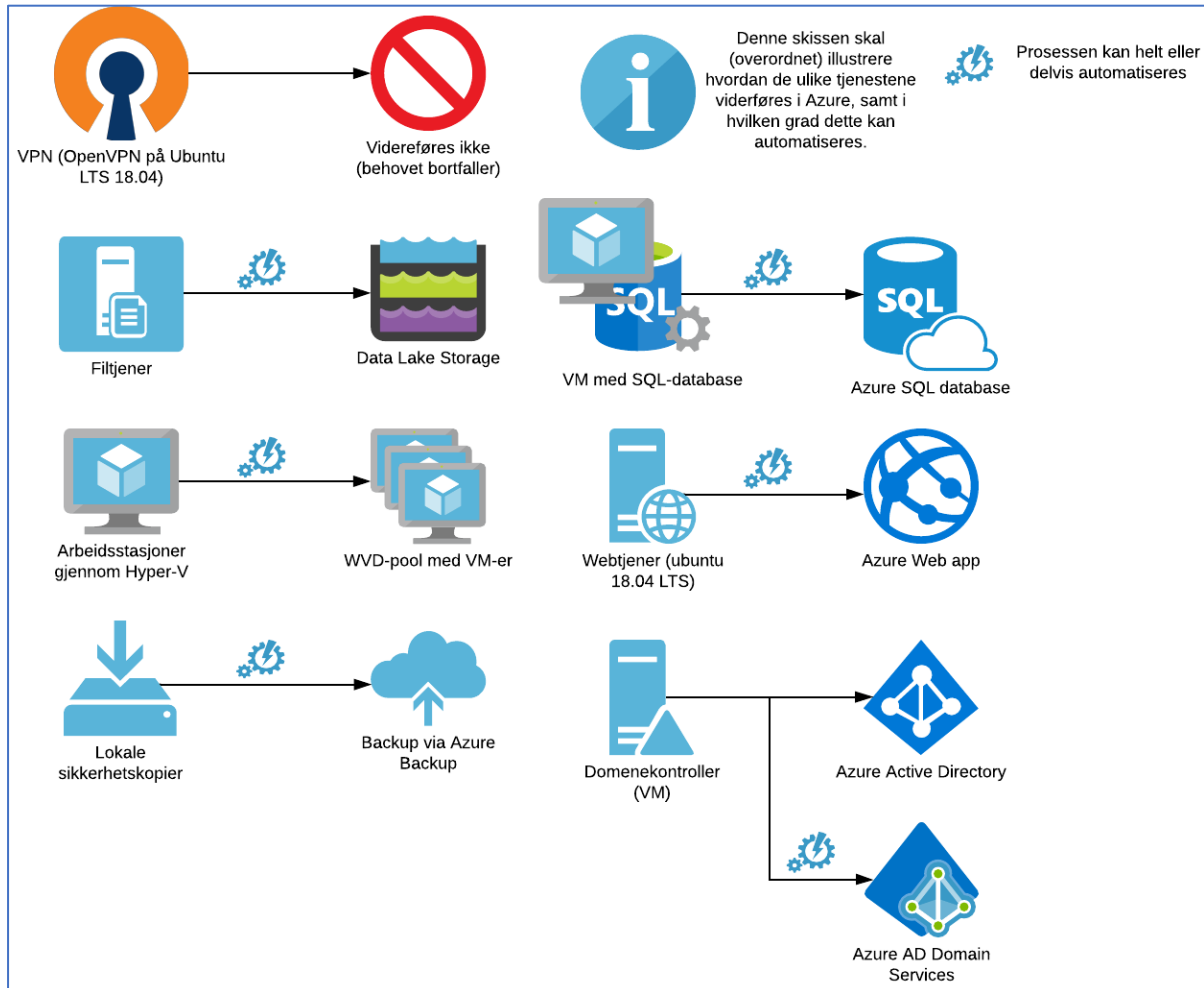 VPN (OpenVPN på Ubuntu
LTS 18.04)
Videreføres ikke
(behovet bortfaller)
Denne skissen skal
(overordnet) illustrere
hvordan de ulike tjenestene
viderføres i Azure, samt i
hvilken grad dette kan
automatiseres.
Prosessen kan helt eller
delvis automatiseres
Filtjener
Data Lake Storage
SQL
VM med SQL-database
SQL
Azure SQL database
Arbeidsstasjoner
gjennom Hyper-V
WVD-pool med VM-er
Webtjener (ubuntu
18.04 LTS)
Azure Web app
Lokale
sikkerhetskopier
Backup via Azure
Backup
Domenekontroller
(VM)
Azure Active Directory
Azure AD Domain
Services